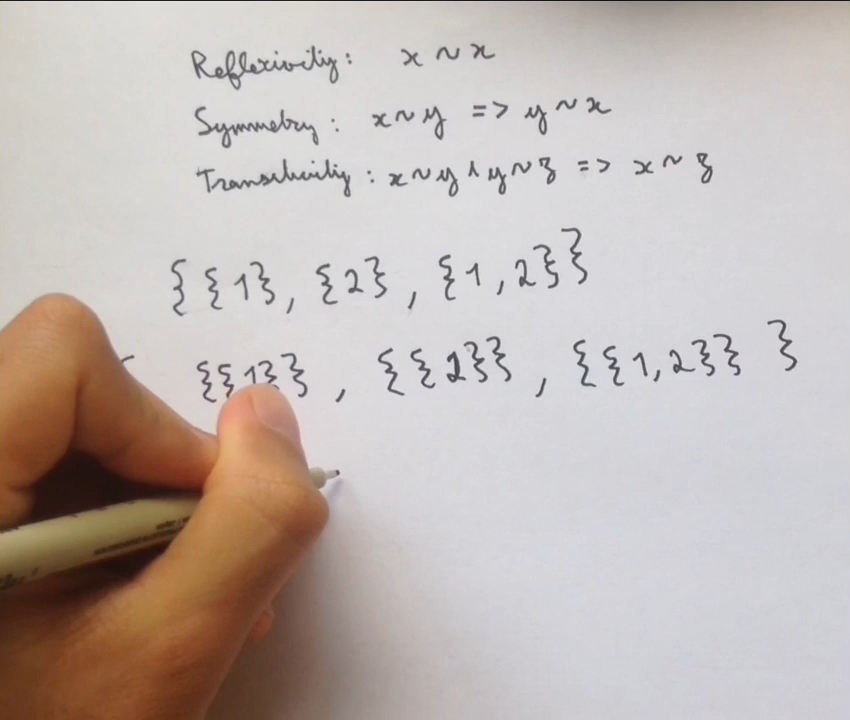 Reflexivity: x ~ x
Symmetry: x ~ y => y ~ x
Transitivity: x ~ y ∧ y ~ z => x ~ z
{ {1}, {2}, {1,2}}
{ {{1}}, {{2}}, {{1,2}} }